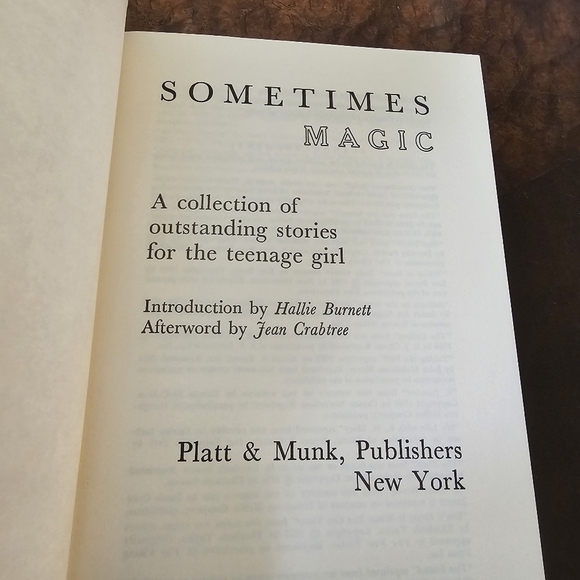 SOMETIMES
MAGIC
A collection of
outstanding stories
for the teenage girl
Introduction by Hallie Burnett
Afterword by Jean Crabtree
Platt & Munk, Publishers
New York